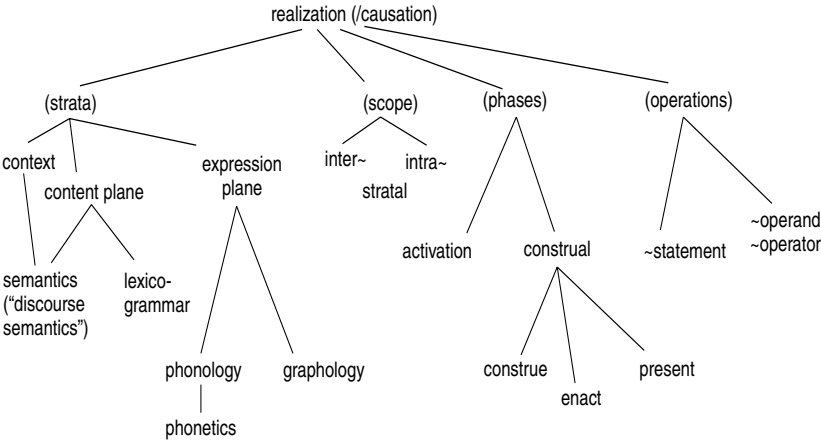 realization (/causation)
(strata)
(scope)
(phases)
(operations)
context
content plane
expression
plane
inter~
intra~
stratal
activation
construal
~statement
~operand
~operator
semantics
("discourse
semantics")
lexico-
grammar
phonology
graphology
phonetics
construe
enact
present